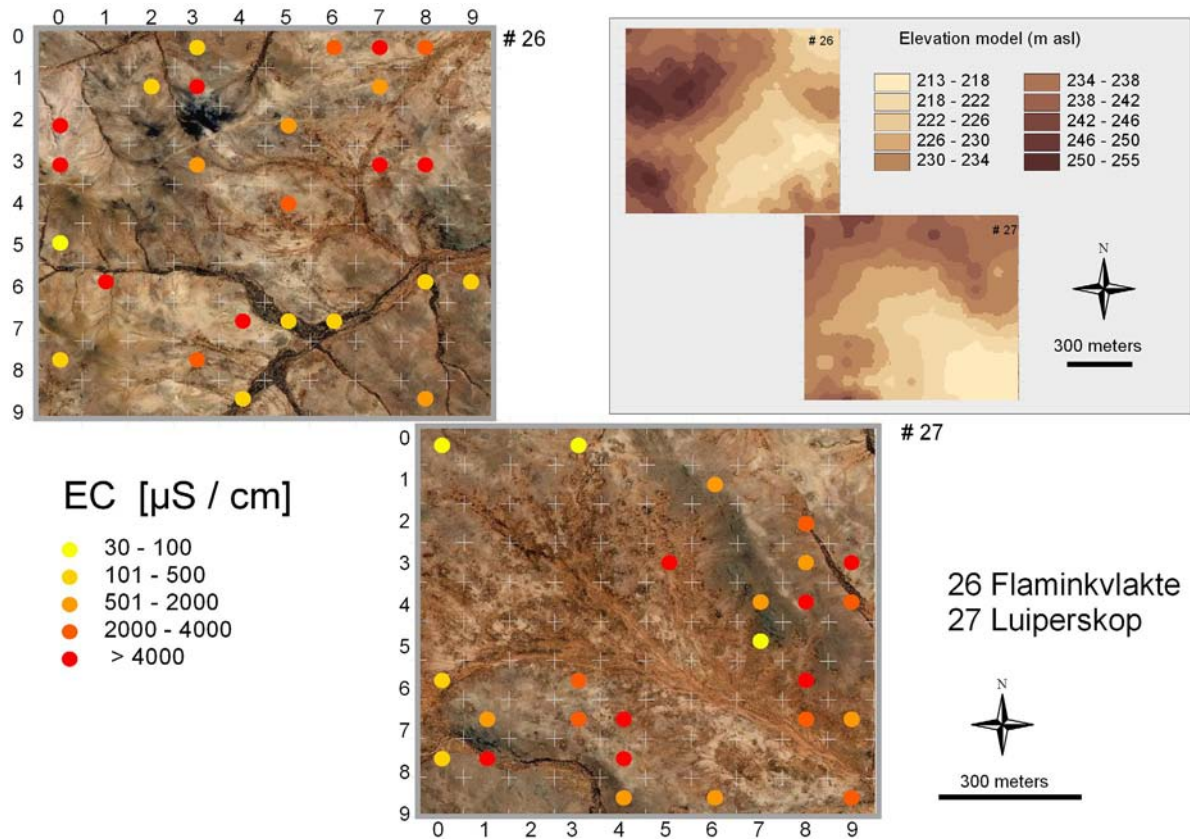 0 1 2 3 4 5 6 7 8 9
0
1
2
3
4
5
6
7
8
9
# 26
# 26
Elevation model (m asl)
213 - 218
218 - 222
222 - 226
226 - 230
230 - 234
234 - 238
238 - 242
242 - 246
246 - 250
250 - 255
# 27
N
300 meters
EC [µS / cm]
30 - 100
101 - 500
501 - 2000
2000 - 4000
> 4000
0
1
2
3
4
5
6
7
8
9
0 1 2 3 4 5 6 7 8 9
# 27
26 Flaminkvlakte
27 Luiperskop
N
300 meters